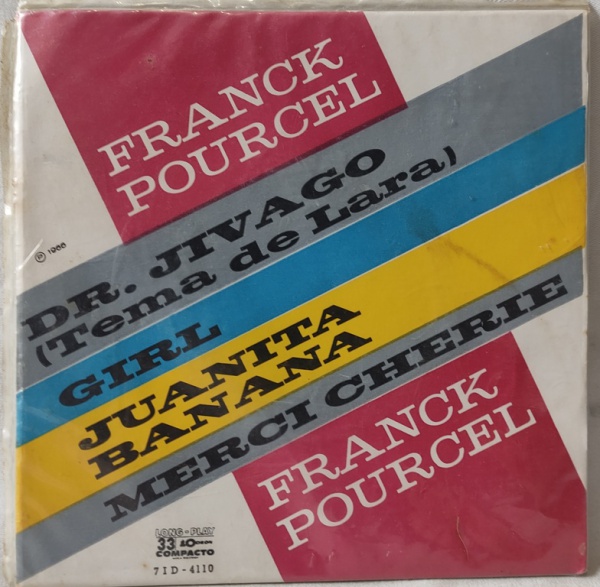 FRANCK
POURCEL
DR. JIVAGO
(Tema de Lara)
℗ 1966
GIRL
JUANITA
BANANA
MERCI CHERIE
FRANCK
POURCEL
LONG-PLAY
33
COMPACTO
7ID-4110